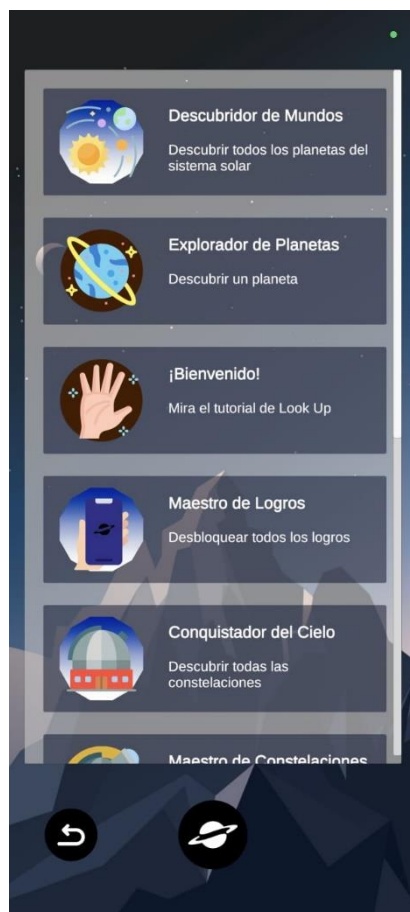 Descubridor de Mundos
Descubrir todos los planetas del
sistema solar
Explorador de Planetas
Descubrir un planeta
¡Bienvenido!
Mira el tutorial de Look Up
Maestro de Logros
Desbloquear todos los logros
Conquistador del Cielo
Descubrir todas las
constelaciones
Maestro de Constelaciones